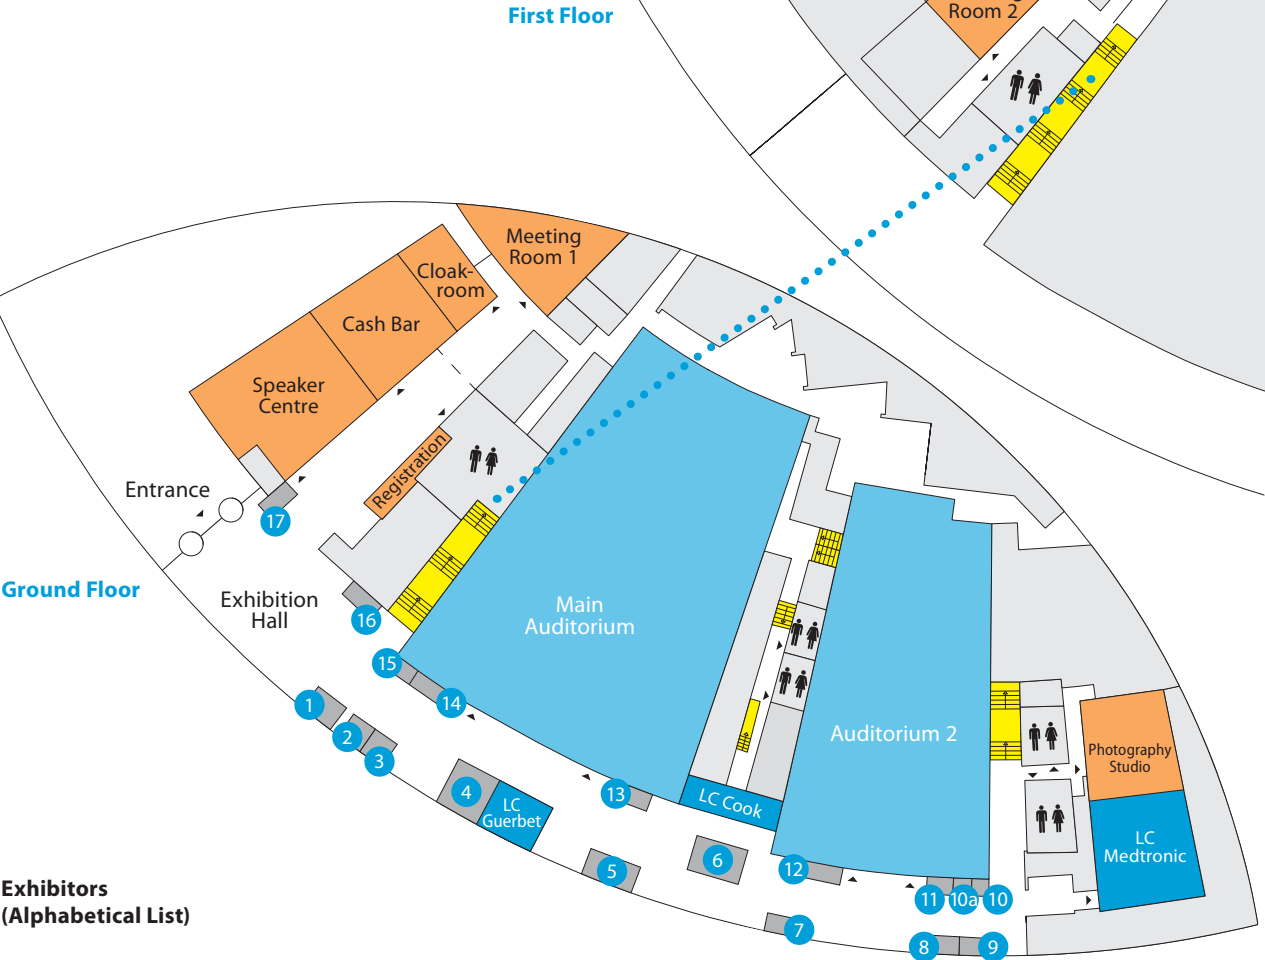 First Floor
Room 2
Meeting
Room 1
Cloak-
room
Cash Bar
Speaker
Centre
Registration
Entrance
17
Ground Floor
Exhibition
Hall
16
Main
Auditorium
15
14
1
2
3
4
LC
Guerbet
13
LC Cook
Auditorium 2
Photography
Studio
LC
Medtronic
5
6
12
11
10a
10
7
8
9
Exhibitors
(Alphabetical List)